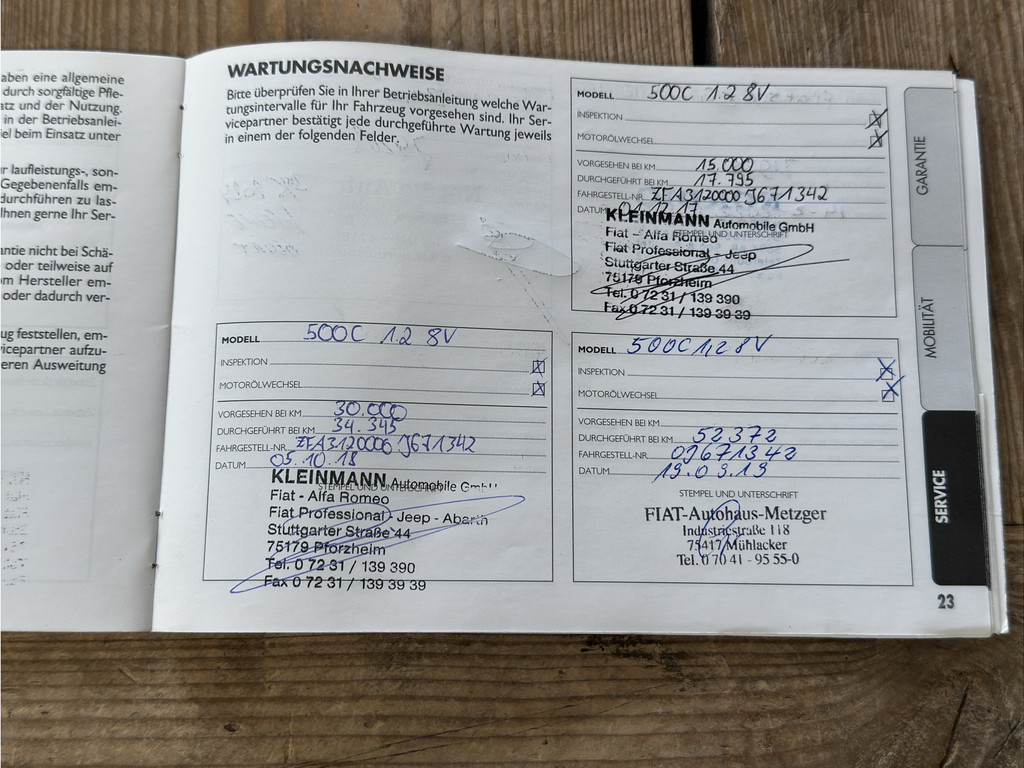 aben eine allgemeine
durch sorgfältige Pfle-
atz und der Nutzung.
in der Betriebsanlei-
iel beim Einsatz unter
r laufleistungs-, son-
Gegebenenfalls em-
durchführen zu las-
Ihnen gerne Ihr Ser-
antie nicht bei Schä-
oder teilweise auf
om Hersteller em-
oder dadurch ver-
ug feststellen, em-
vicepartner aufzu-
eren Ausweitung
WARTUNGSNACHWEISE
Bitte überprüfen Sie in Ihrer Betriebsanleitung welche War-
tungsintervalle für Ihr Fahrzeug vorgesehen sind. Ihr Ser-
vicepartner bestätigt jede durchgeführte Wartung jeweils
in einem der folgenden Felder.
MODELL 500C 1.2 8V
INSPEKTION
MOTORÖLWECHSEL
VORGESEHEN BEI KM 15.000
DURCHGEFÜHRT BEI KM 17.795
FAHRGESTELL-NR. ZFA3120000J671342
DATUM 01.12.17
KLEINMANN Automobile GmbH
STEMPEL UND UNTERSCHRIFT
Fiat - Alfa Romeo
Fiat Professional - Jeep
Stuttgarter Straße 44
75179 Pforzheim
Tel. 0 72 31 / 139 390
Fax 0 72 31 / 139 39 39
MODELL 500C 1.2 8V
INSPEKTION
MOTORÖLWECHSEL
VORGESEHEN BEI KM 30.000
DURCHGEFÜHRT BEI KM 34.345
FAHRGESTELL-NR. ZFA3120000J671342
DATUM 05.10.18
KLEINMANN Automobile GmbH
STEMPEL UND UNTERSCHRIFT
Fiat - Alfa Romeo
Fiat Professional - Jeep - Abarth
Stuttgarter Straße 44
75179 Pforzheim
Tel. 0 72 31 / 139 390
Fax 0 72 31 / 139 39 39
MODELL 500C 1,2 8V
INSPEKTION
MOTORÖLWECHSEL
VORGESEHEN BEI KM
DURCHGEFÜHRT BEI KM 52372
FAHRGESTELL-NR. 0J671342
DATUM 19.09.19
STEMPEL UND UNTERSCHRIFT
FIAT-Autohaus-Metzger
Industriestraße 118
75417 Mühlacker
Tel. 0 70 41 - 95 55-0
GARANTIE
MOBILITÄT
SERVICE
23